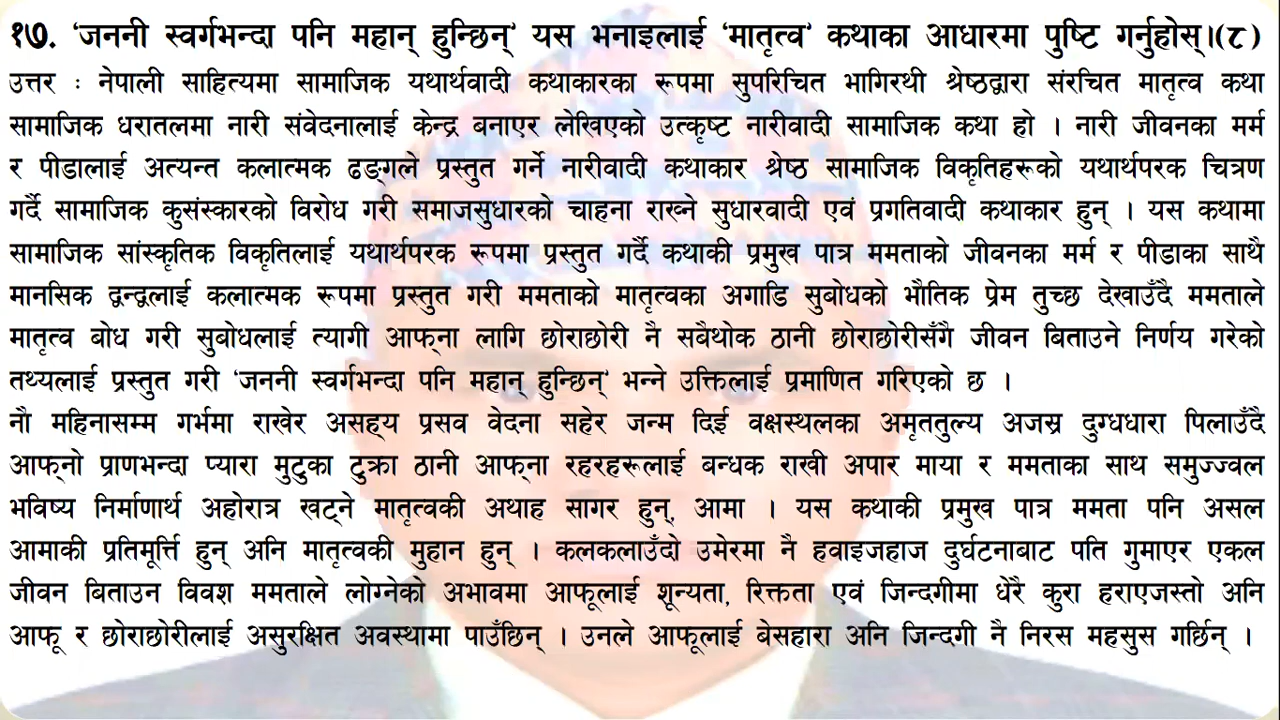 १७. 'जननी स्वर्गभन्दा पनि महान् हुन्छिन्' यस भनाइलाई 'मातृत्व' कथाका आधारमा पुष्टि गर्नुहोस्।(८)
उत्तर : नेपाली साहित्यमा सामाजिक यथार्थवादी कथाकारका रूपमा सुपरिचित भागिरथी श्रेष्ठद्वारा संरचित मातृत्व कथा
सामाजिक धरातलमा नारी संवेदनालाई केन्द्र बनाएर लेखिएको उत्कृष्ट नारीवादी सामाजिक कथा हो । नारी जीवनका मर्म
र पीडालाई अत्यन्त कलात्मक ढङ्गले प्रस्तुत गर्ने नारीवादी कथाकार श्रेष्ठ सामाजिक विकृतिहरूको यथार्थपरक चित्रण
गर्दै सामाजिक कुसंस्कारको विरोध गरी समाजसुधारको चाहना राख्ने सुधारवादी एवं प्रगतिवादी कथाकार हुन् । यस कथामा
सामाजिक सांस्कृतिक विकृतिलाई यथार्थपरक रूपमा प्रस्तुत गर्दै कथाकी प्रमुख पात्र ममताको जीवनका मर्म र पीडाका साथै
मानसिक द्वन्द्वलाई कलात्मक रूपमा प्रस्तुत गरी ममताको मातृत्वका अगाडि सुबोधको भौतिक प्रेम तुच्छ देखाउँदै ममताले
मातृत्व बोध गरी सुबोधलाई त्यागी आफ्ना लागि छोराछोरी नै सबैथोक ठानी छोराछोरीसँगै जीवन बिताउने निर्णय गरेको
तथ्यलाई प्रस्तुत गरी 'जननी स्वर्गभन्दा पनि महान् हुन्छिन्' भन्ने उक्तिलाई प्रमाणित गरिएको छ ।
नौ महिनासम्म गर्भमा राखेर असह्य प्रसव वेदना सहेर जन्म दिई वक्षस्थलका अमृततुल्य अजस्र दुग्धधारा पिलाउँदै
आफ्नो प्राणभन्दा प्यारा मुटुका टुक्रा ठानी आफ्ना रहरहरूलाई बन्धक राखी अपार माया र ममताका साथ समुज्ज्वल
भविष्य निर्माणार्थ अहोरात्र खट्ने मातृत्वकी अथाह सागर हुन्, आमा । यस कथाकी प्रमुख पात्र ममता पनि असल
आमाकी प्रतिमूर्त्ति हुन् अनि मातृत्वकी मुहान हुन् । कलकलाउँदो उमेरमा नै हवाइजहाज दुर्घटनाबाट पति गुमाएर एकल
जीवन बिताउन विवश ममताले लोग्नेको अभावमा आफूलाई शून्यता, रिक्तता एवं जिन्दगीमा धेरै कुरा हराएजस्तो अनि
आफू र छोराछोरीलाई असुरक्षित अवस्थामा पाउँछिन् । उनले आफूलाई बेसहारा अनि जिन्दगी नै निरस महसुस गर्छिन् ।